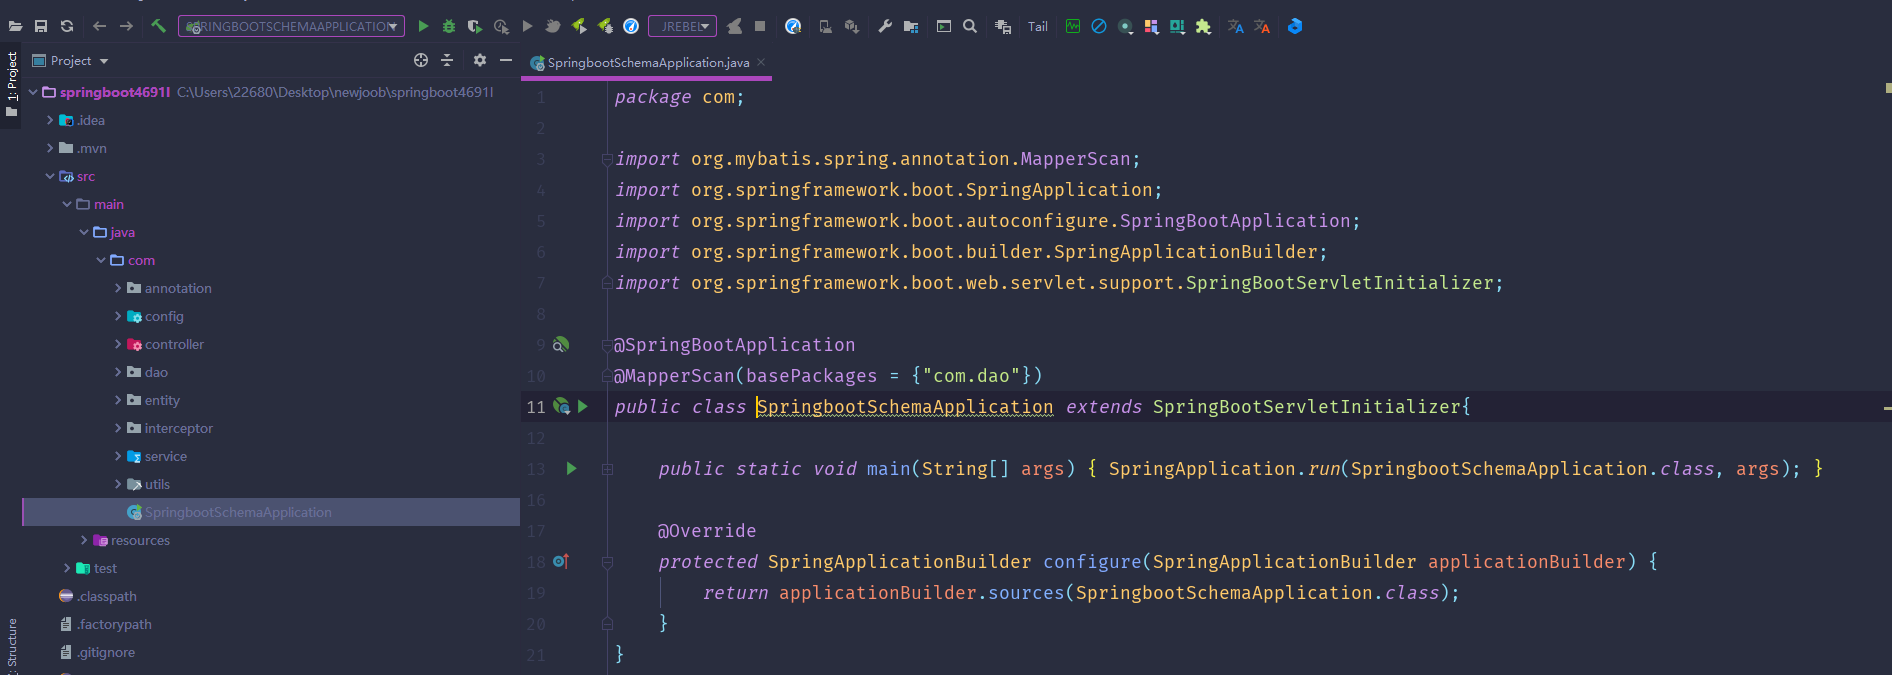 SPRINGBOOTSCHEMAAPPLICATION
JREBEL
Tail
1: Project
Project
SpringbootSchemaApplication.java
springboot4691l C:\Users\22680\Desktop\newjoob\springboot4691l
.idea
.mvn
src
main
java
com
annotation
config
controller
dao
entity
interceptor
service
utils
SpringbootSchemaApplication
resources
test
.classpath
.factorypath
.gitignore
Structure
1 package com;
2
3 import org.mybatis.spring.annotation.MapperScan;
4 import org.springframework.boot.SpringApplication;
5 import org.springframework.boot.autoconfigure.SpringBootApplication;
6 import org.springframework.boot.builder.SpringApplicationBuilder;
7 import org.springframework.boot.web.servlet.support.SpringBootServletInitializer;
8
9 @SpringBootApplication
10 @MapperScan(basePackages = {"com.dao"})
11 public class SpringbootSchemaApplication extends SpringBootServletInitializer{
12
13 public static void main(String[] args) { SpringApplication.run(SpringbootSchemaApplication.class, args); }
16
17 @Override
18 protected SpringApplicationBuilder configure(SpringApplicationBuilder applicationBuilder) {
19 return applicationBuilder.sources(SpringbootSchemaApplication.class);
20 }
21 }